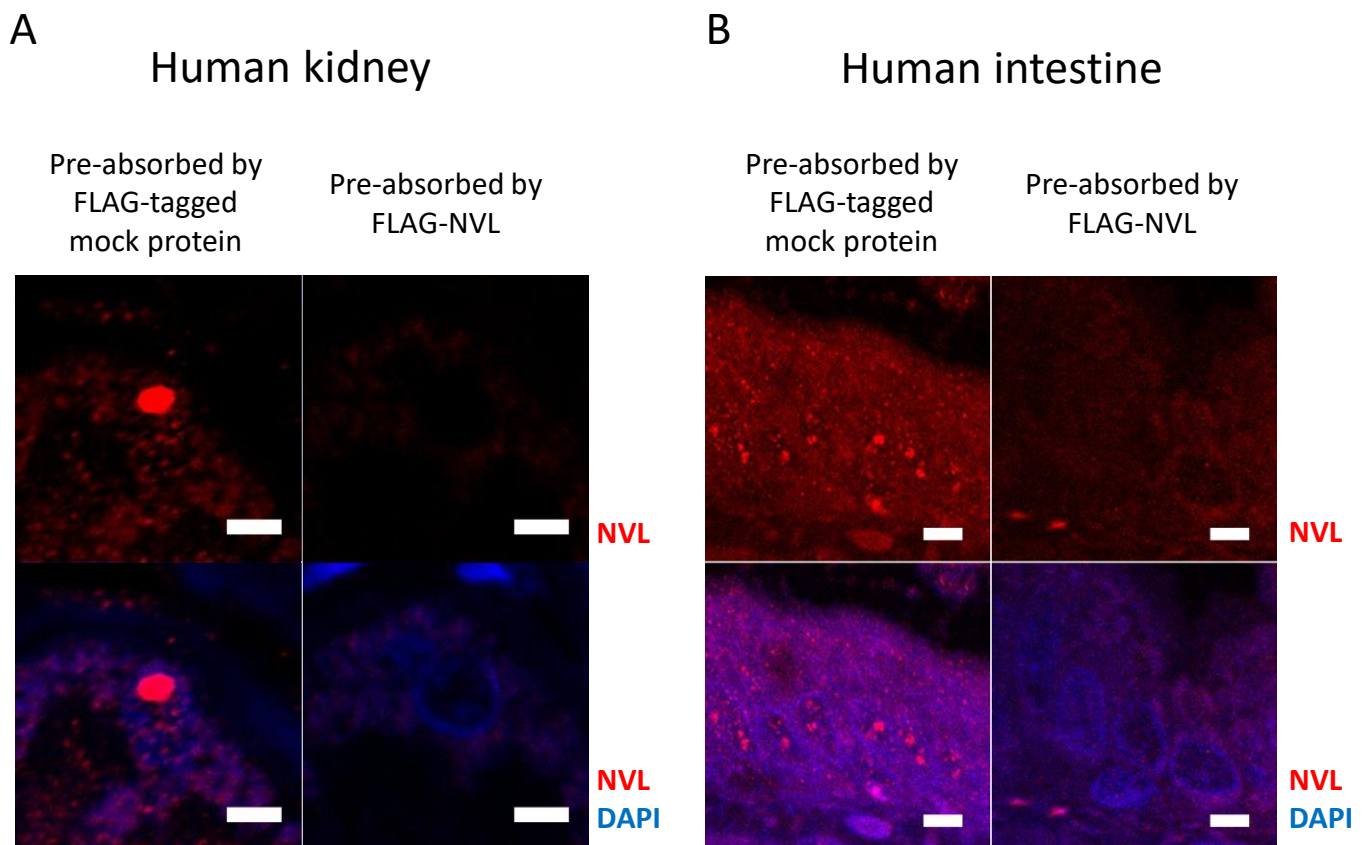 A
Human kidney
Pre-absorbed by
FLAG-tagged
mock protein
Pre-absorbed by
FLAG-NVL
NVL
NVL
DAPI
B
Human intestine
Pre-absorbed by
FLAG-tagged
mock protein
Pre-absorbed by
FLAG-NVL
NVL
NVL
DAPI